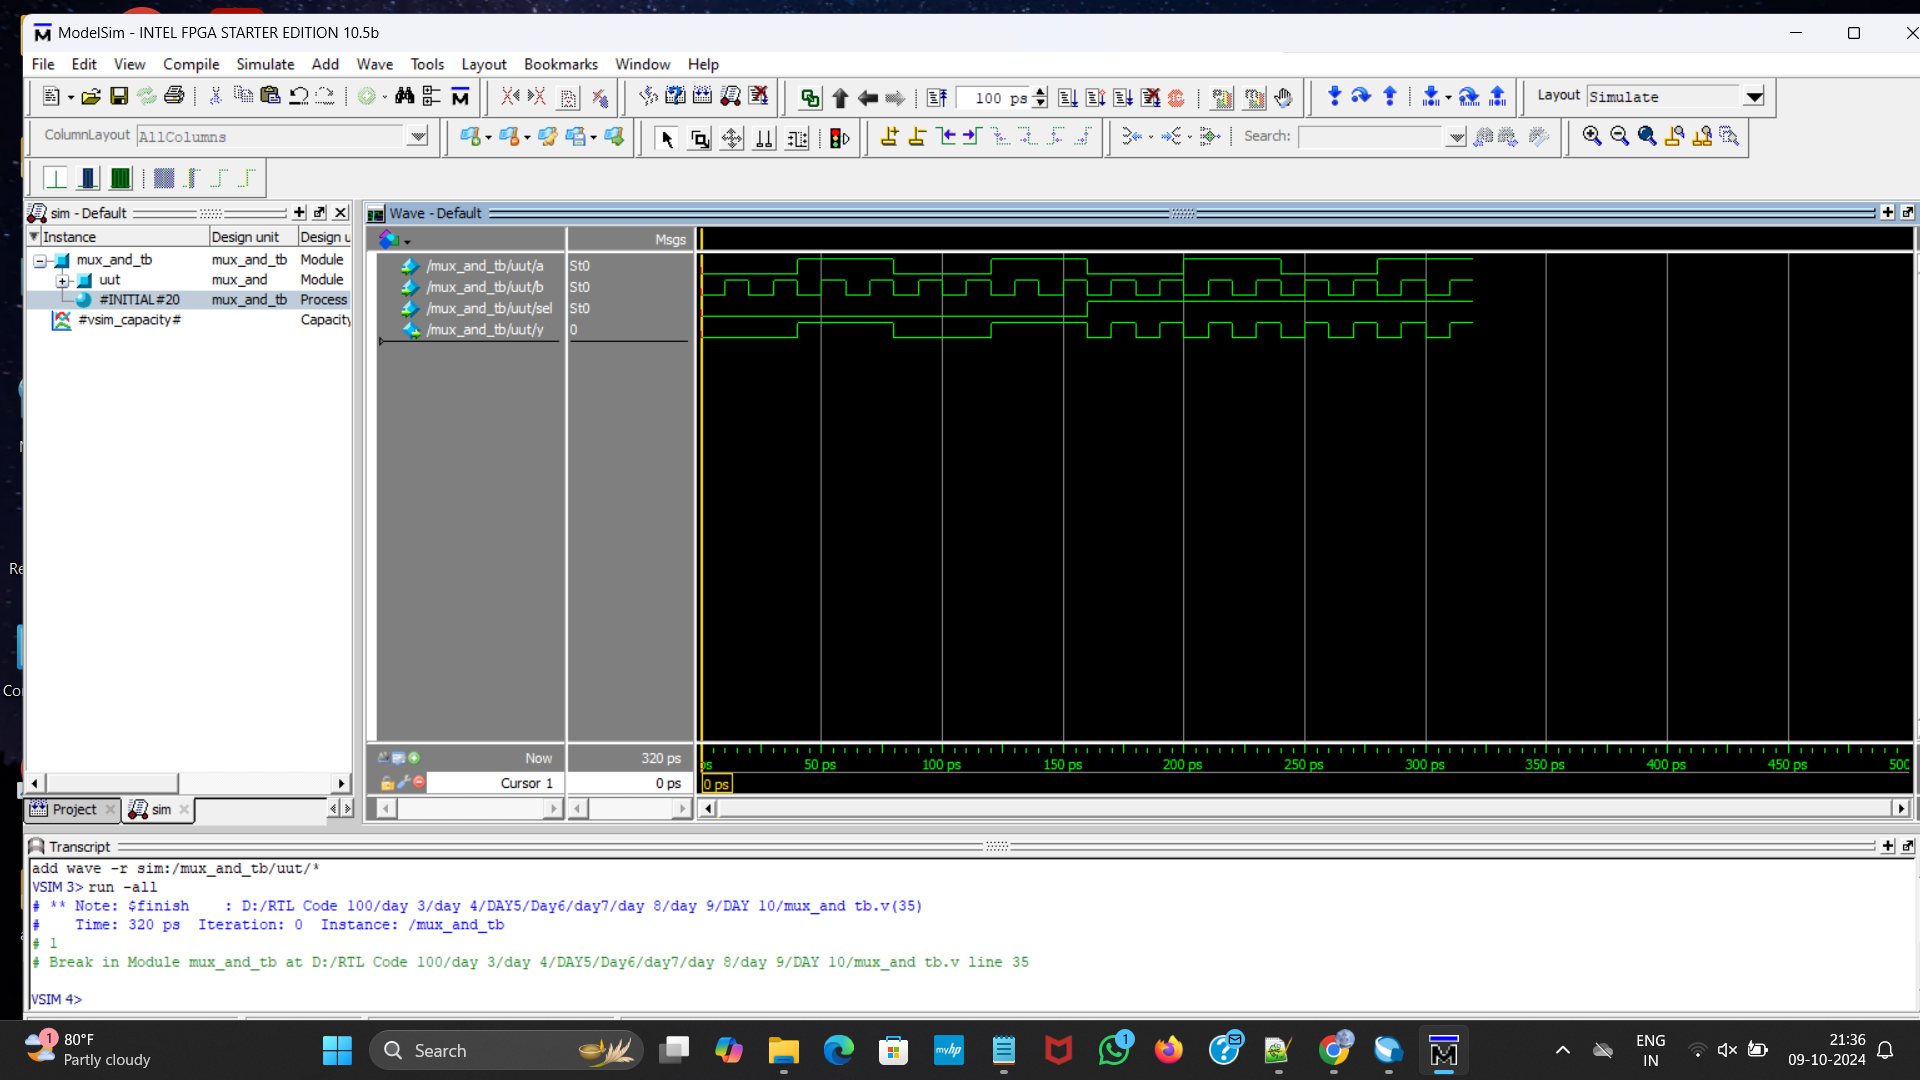 ModelSim - INTEL FPGA STARTER EDITION 10.5b
File Edit View Compile Simulate Add Wave Tools Layout Bookmarks Window Help
100 ps
Layout Simulate
ColumnLayout AllColumns
Search:
sim - Default
Wave - Default
Instance Design unit Design u
Msgs
mux_and_tb mux_and_tb Module
uut mux_and Module
#INITIAL#20 mux_and_tb Process
#vsim_capacity# Capacity
/mux_and_tb/uut/a St0
/mux_and_tb/uut/b St0
/mux_and_tb/uut/sel St0
/mux_and_tb/uut/y 0
Now 320 ps
ps 50 ps 100 ps 150 ps 200 ps 250 ps 300 ps 350 ps 400 ps 450 ps 500
Cursor 1 0 ps
0 ps
Project sim
Transcript
add wave -r sim:/mux_and_tb/uut/*
VSIM 3> run -all
# ** Note: $finish : D:/RTL Code 100/day 3/day 4/DAY5/Day6/day7/day 8/day 9/DAY 10/mux_and tb.v(35)
# Time: 320 ps Iteration: 0 Instance: /mux_and_tb
# 1
# Break in Module mux_and_tb at D:/RTL Code 100/day 3/day 4/DAY5/Day6/day7/day 8/day 9/DAY 10/mux_and tb.v line 35
VSIM 4>
Re
Co
1
80°F
Partly cloudy
Search
myhp
1
ENG
IN
21:36
09-10-2024